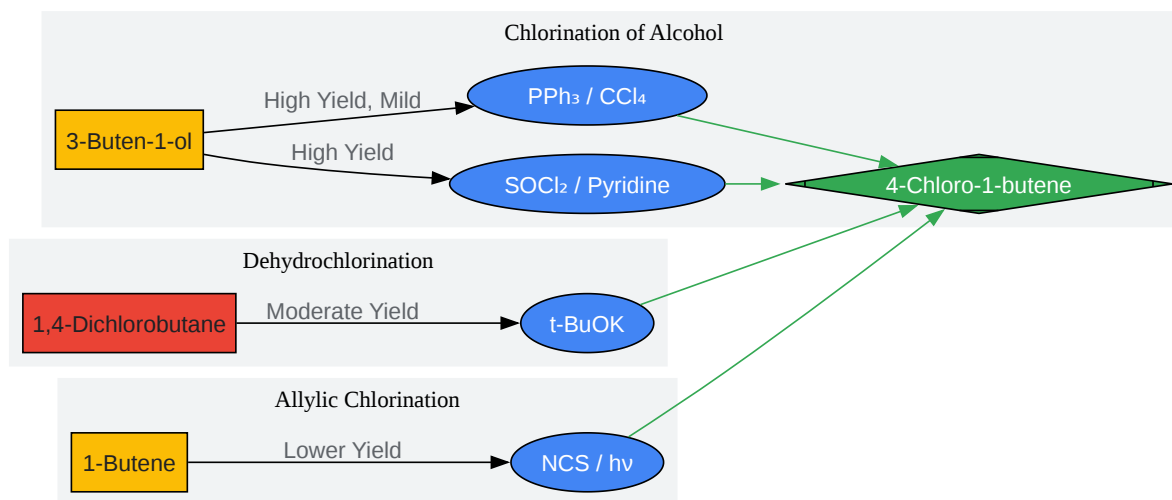 Chlorination of Alcohol
3-Buten-1-ol
High Yield, Mild
PPh₃ / CCl₄
High Yield
SOCl₂ / Pyridine
4-Chloro-1-butene
Dehydrochlorination
1,4-Dichlorobutane
Moderate Yield
t-BuOK
Allylic Chlorination
1-Butene
Lower Yield
NCS / hν